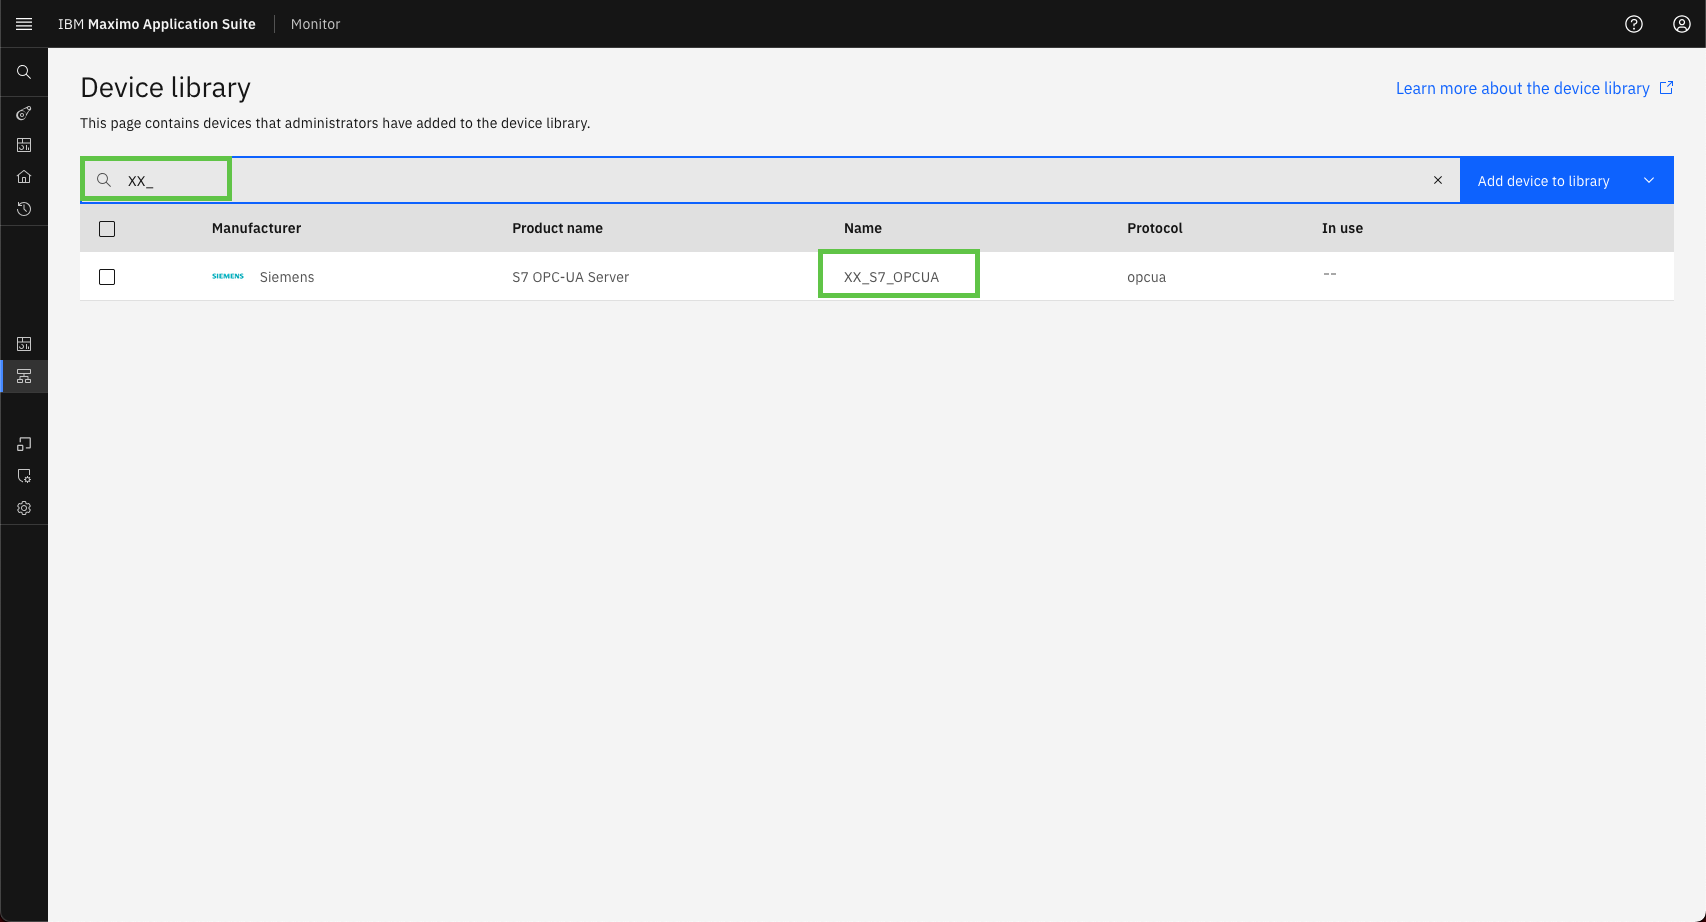 IBM Maximo Application Suite Monitor
Device library
Learn more about the device library
This page contains devices that administrators have added to the device library.
XX_
Add device to library
Manufacturer Product name Name Protocol In use
SIEMENS Siemens S7 OPC-UA Server XX_S7_OPCUA opcua --